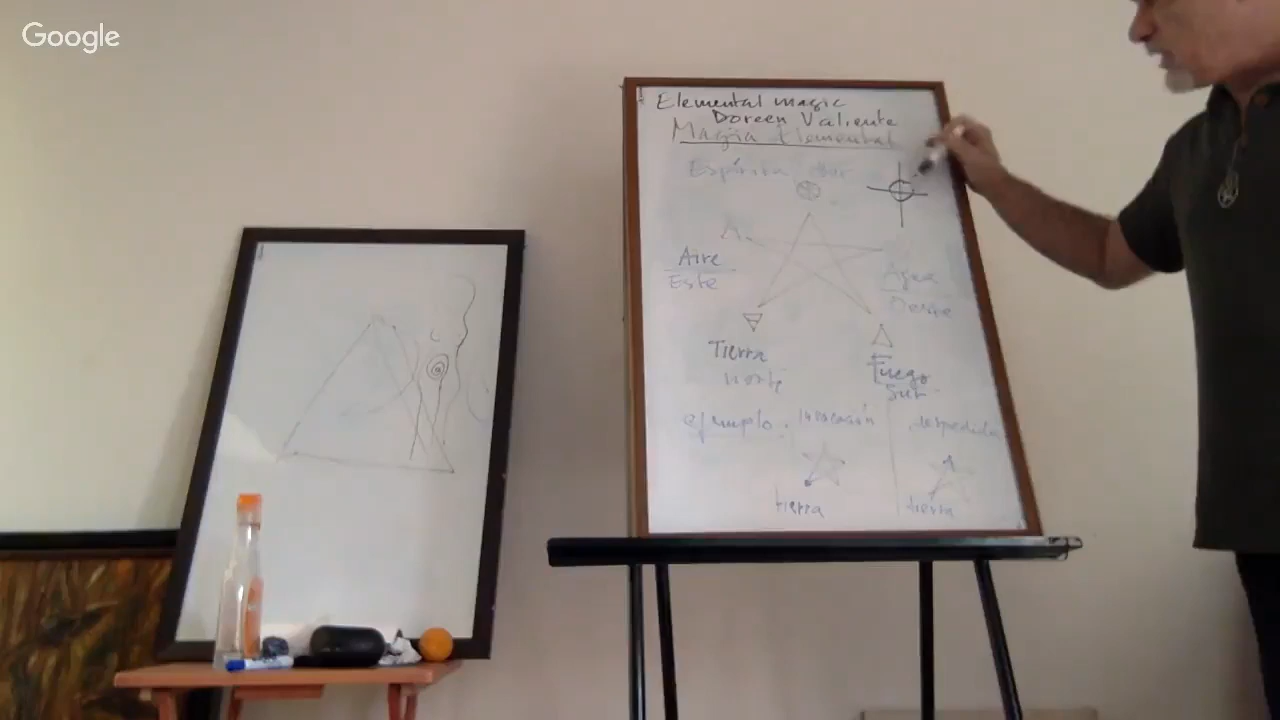 Google
Elemental magic
Doreen Valiente
Magia Elemental
Espíritu
Aire
Este
Agua
Oeste
Tierra
norte
Fuego
Sur
ejemplo. Invocación
despedida
tierra
tierra